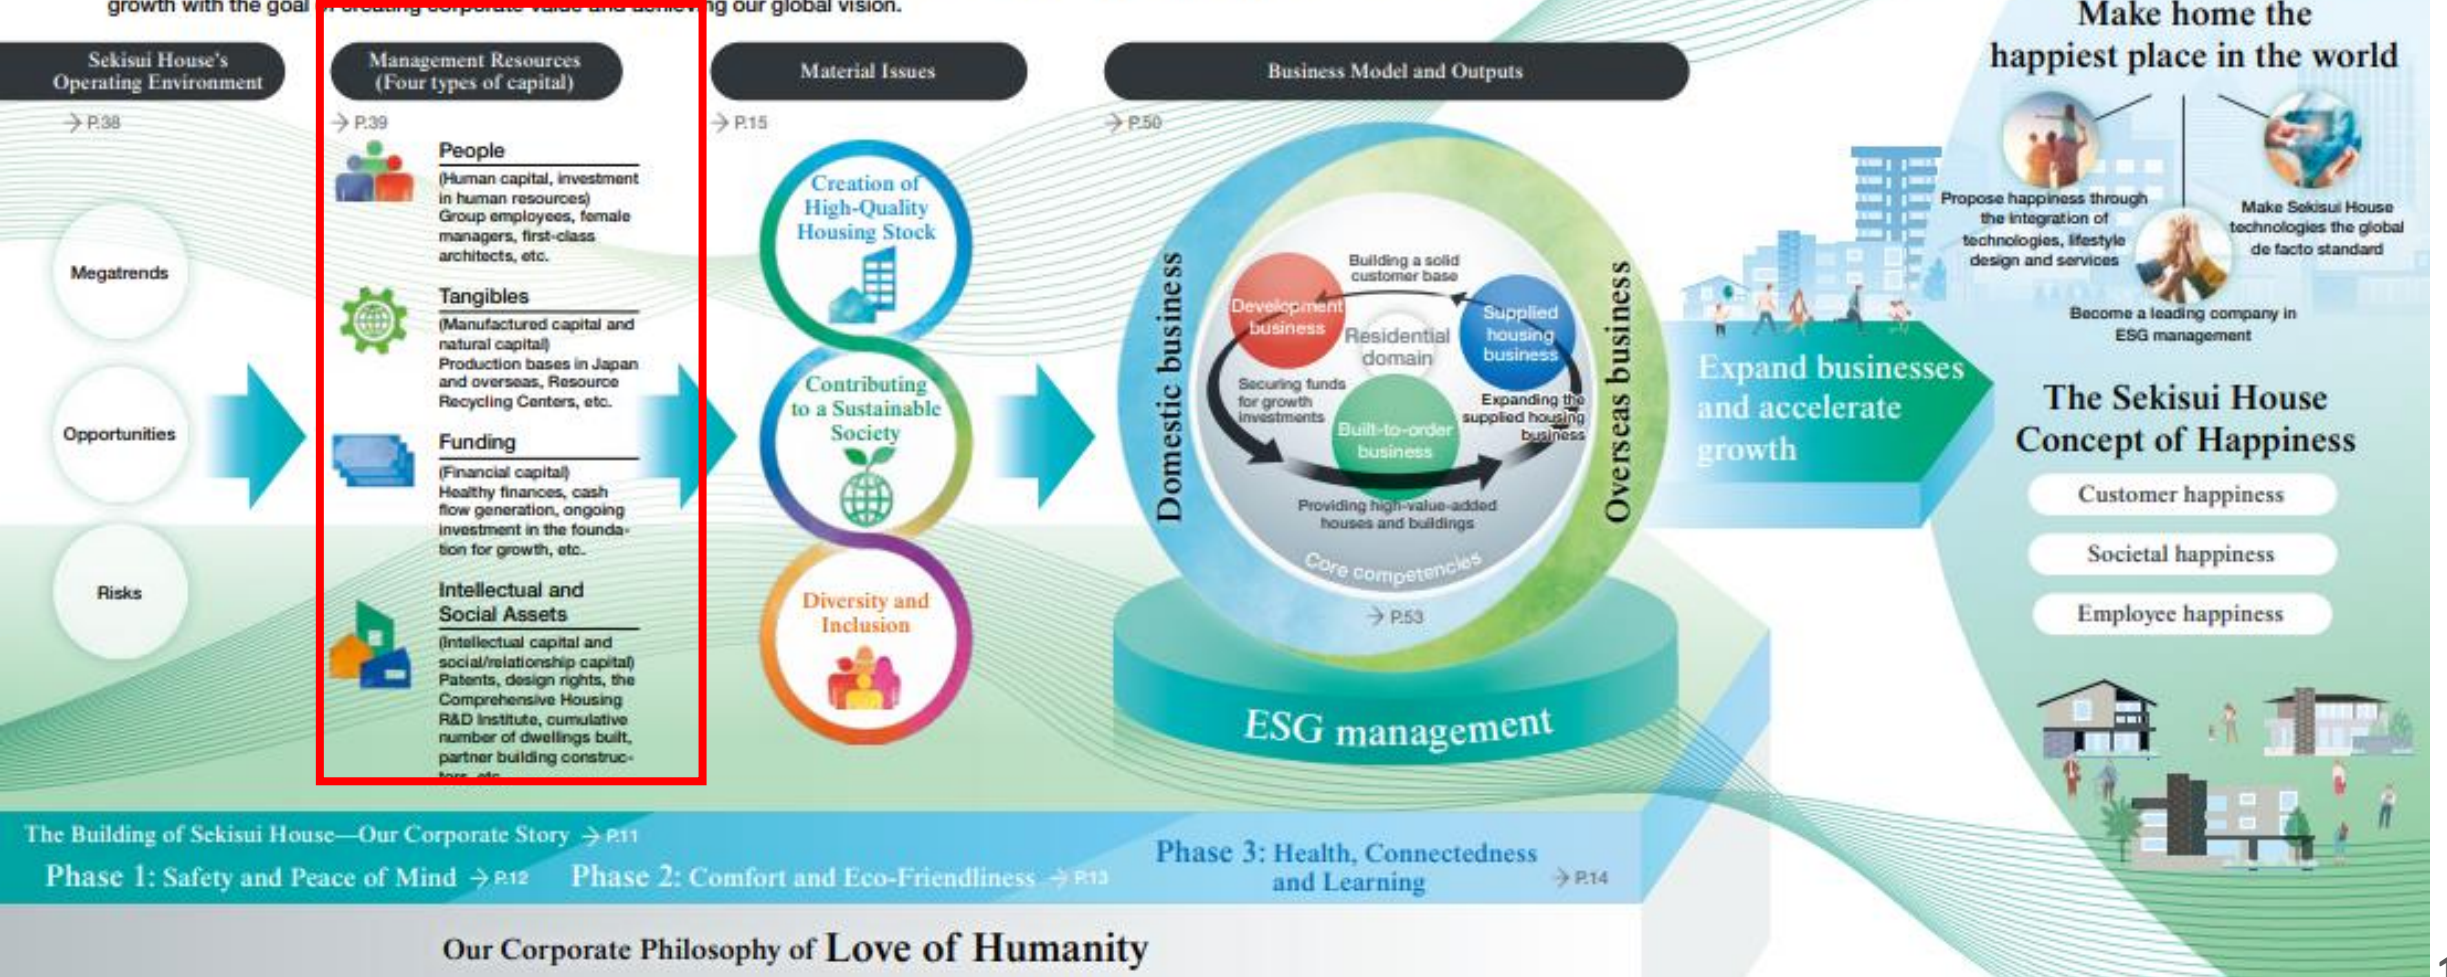 growth with the goal of creating corporate value and achieving our global vision.
Sekisui House's
Operating Environment
→ P.38
Megatrends
Opportunities
Risks
Management Resources
(Four types of capital)
→ P.39
People
(Human capital, investment
in human resources)
Group employees, female
managers, first-class
architects, etc.
Tangibles
(Manufactured capital and
natural capital)
Production bases in Japan
and overseas, Resource
Recycling Centers, etc.
Funding
(Financial capital)
Healthy finances, cash
flow generation, ongoing
investment in the founda-
tion for growth, etc.
Intellectual and
Social Assets
(Intellectual capital and
social/relationship capital)
Patents, design rights, the
Comprehensive Housing
R&D Institute, cumulative
number of dwellings built,
partner building construc-
tors, etc.
Material Issues
→ P.15
Creation of
High-Quality
Housing Stock
Contributing
to a Sustainable
Society
Diversity and
Inclusion
Business Model and Outputs
→ P.50
Domestic business
Overseas business
Building a solid
customer base
Development
business
Supplied
housing
business
Residential
domain
Securing funds
for growth
investments
Expanding the
supplied housing
business
Built-to-order
business
Providing high-value-added
houses and buildings
Core competencies
→ P.53
ESG management
Expand businesses
and accelerate
growth
Make home the
happiest place in the world
Propose happiness through
the integration of
technologies, lifestyle
design and services
Become a leading company in
ESG management
Make Sekisui House
technologies the global
de facto standard
The Sekisui House
Concept of Happiness
Customer happiness
Societal happiness
Employee happiness
The Building of Sekisui House—Our Corporate Story → P.11
Phase 1: Safety and Peace of Mind → P.12
Phase 2: Comfort and Eco-Friendliness → P.13
Phase 3: Health, Connectedness
and Learning
→ P.14
Our Corporate Philosophy of Love of Humanity